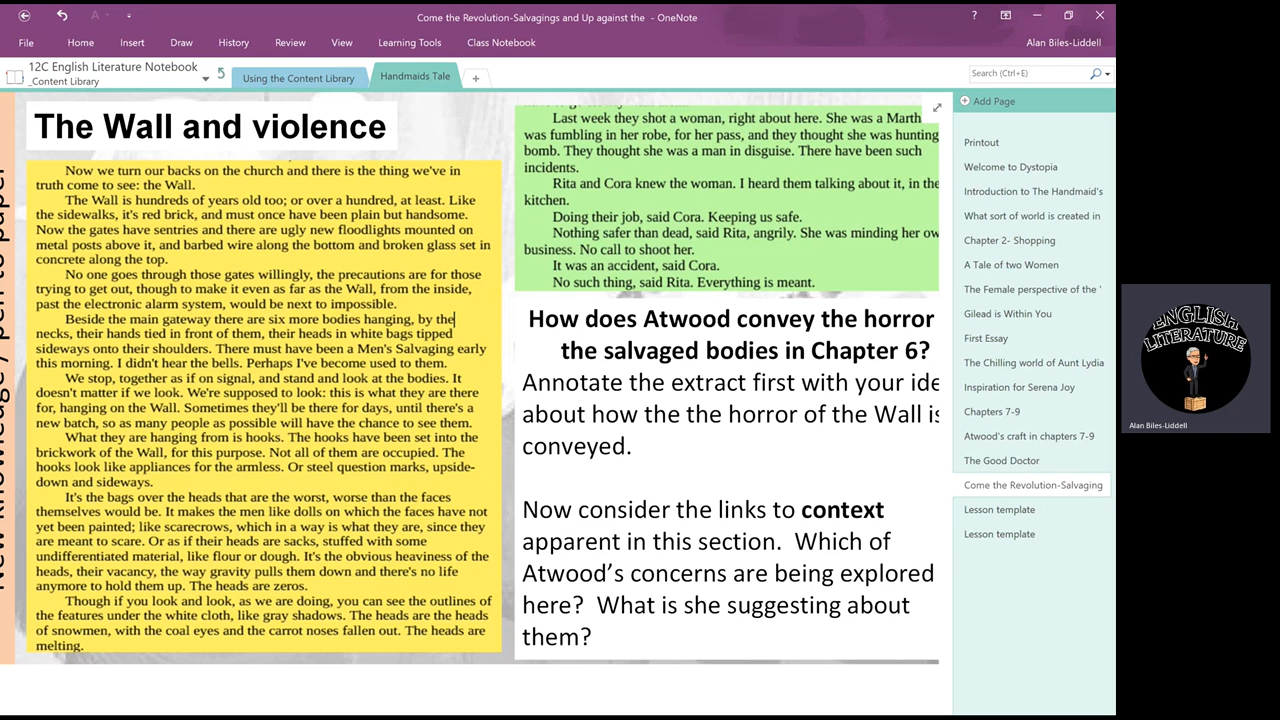 Come the Revolution-Salvagings and Up against the - OneNote
File
Home
Insert
Draw
History
Review
View
Learning Tools
Class Notebook
Alan Biles-Liddell
12C English Literature Notebook
_Content Library
Using the Content Library
Handmaids Tale
Search (Ctrl+E)
New knowledge / pen to paper
The Wall and violence
Now we turn our backs on the church and there is the thing we've in
truth come to see: the Wall.
The Wall is hundreds of years old too; or over a hundred, at least. Like
the sidewalks, it's red brick, and must once have been plain but handsome.
Now the gates have sentries and there are ugly new floodlights mounted on
metal posts above it, and barbed wire along the bottom and broken glass set in
concrete along the top.
No one goes through those gates willingly, the precautions are for those
trying to get out, though to make it even as far as the Wall, from the inside,
past the electronic alarm system, would be next to impossible.
Beside the main gateway there are six more bodies hanging, by the
necks, their hands tied in front of them, their heads in white bags tipped
sideways onto their shoulders. There must have been a Men's Salvaging early
this morning. I didn't hear the bells. Perhaps I've become used to them.
We stop, together as if on signal, and stand and look at the bodies. It
doesn't matter if we look. We're supposed to look: this is what they are there
for, hanging on the Wall. Sometimes they'll be there for days, until there's a
new batch, so as many people as possible will have the chance to see them.
What they are hanging from is hooks. The hooks have been set into the
brickwork of the Wall, for this purpose. Not all of them are occupied. The
hooks look like appliances for the armless. Or steel question marks, upside-
down and sideways.
It's the bags over the heads that are the worst, worse than the faces
themselves would be. It makes the men like dolls on which the faces have not
yet been painted; like scarecrows, which in a way is what they are, since they
are meant to scare. Or as if their heads are sacks, stuffed with some
undifferentiated material, like flour or dough. It's the obvious heaviness of the
heads, their vacancy, the way gravity pulls them down and there's no life
anymore to hold them up. The heads are zeros.
Though if you look and look, as we are doing, you can see the outlines of
the features under the white cloth, like gray shadows. The heads are the heads
of snowmen, with the coal eyes and the carrot noses fallen out. The heads are
melting.
Last week they shot a woman, right about here. She was a Marth
was fumbling in her robe, for her pass, and they thought she was hunting
bomb. They thought she was a man in disguise. There have been such
incidents.
Rita and Cora knew the woman. I heard them talking about it, in the
kitchen.
Doing their job, said Cora. Keeping us safe.
Nothing safer than dead, said Rita, angrily. She was minding her ow
business. No call to shoot her.
It was an accident, said Cora.
No such thing, said Rita. Everything is meant.
How does Atwood convey the horror
the salvaged bodies in Chapter 6?
Annotate the extract first with your ide
about how the the horror of the Wall is
conveyed.
Now consider the links to context
apparent in this section. Which of
Atwood's concerns are being explored
here? What is she suggesting about
them?
Add Page
Printout
Welcome to Dystopia
Introduction to The Handmaid's
What sort of world is created in
Chapter 2- Shopping
A Tale of two Women
The Female perspective of the '
Gilead is Within You
First Essay
The Chilling world of Aunt Lydia
Inspiration for Serena Joy
Chapters 7-9
Atwood's craft in chapters 7-9
The Good Doctor
Come the Revolution-Salvaging
Lesson template
Lesson template
ENGLISH
LITERATURE
Alan Biles-Liddell